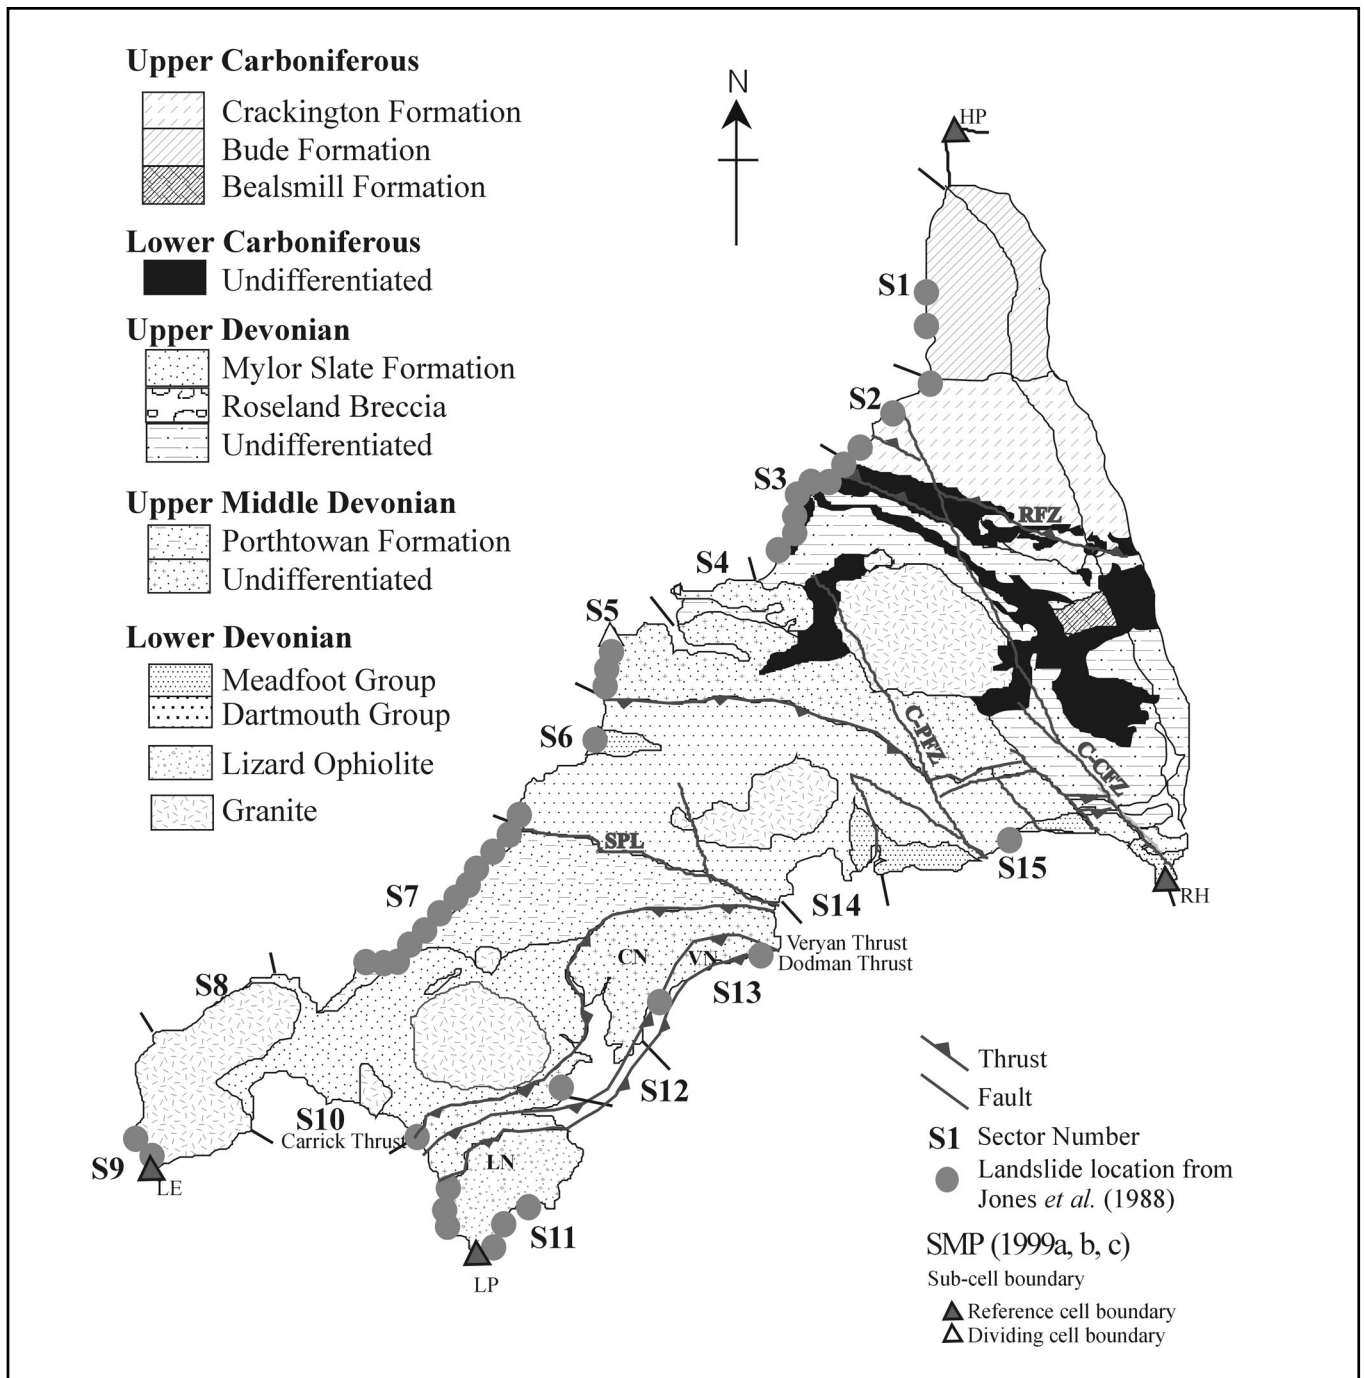 Upper Carboniferous
Crackington Formation
Bude Formation
Bealsmill Formation
Lower Carboniferous
Undifferentiated
Upper Devonian
Mylor Slate Formation
Roseland Breccia
Undifferentiated
Upper Middle Devonian
Porthtowan Formation
Undifferentiated
Lower Devonian
Meadfoot Group
Dartmouth Group
Lizard Ophiolite
Granite
N
HP
S1
S2
S3
RFZ
S4
S5
S6
C-PFZ
C-CFZ
SPL
S15
RH
S7
S14
Veryan Thrust
CN
VN
Dodman Thrust
S8
S13
S12
S10
Carrick Thrust
S9
LE
LN
S11
LP
Thrust
Fault
S1 Sector Number
Landslide location from
Jones et al. (1988)
SMP (1999a, b, c)
Sub-cell boundary
Reference cell boundary
Dividing cell boundary